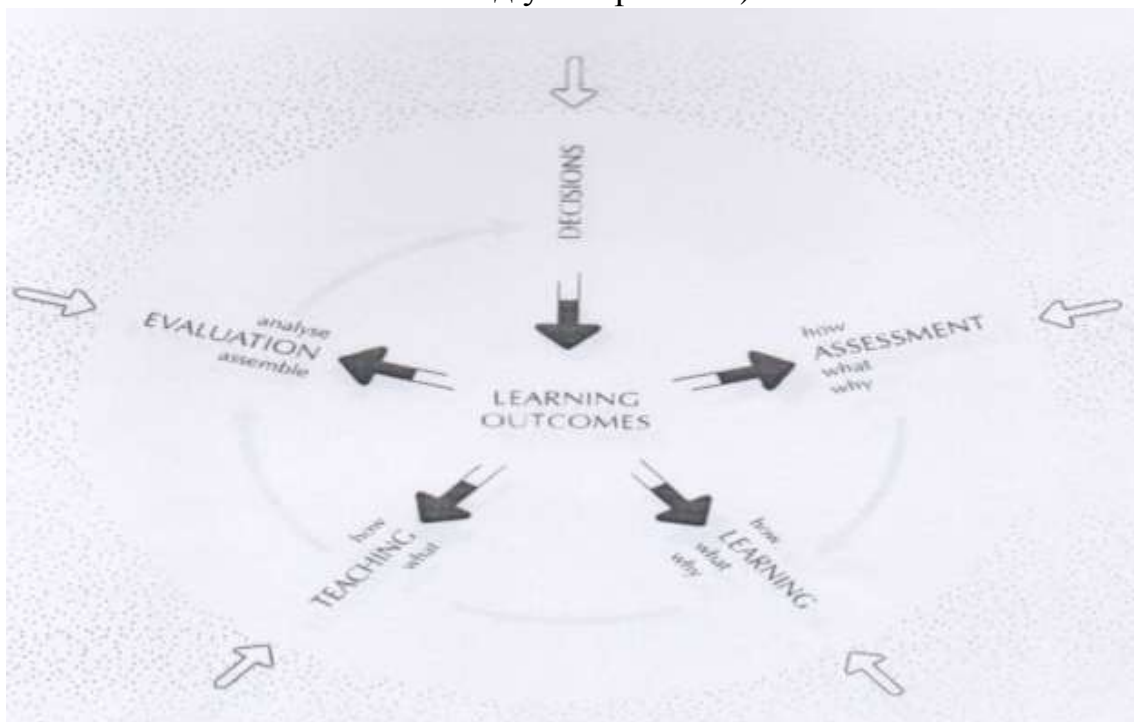 DECISIONS
analyse
EVALUATION
assemble
how
ASSESSMENT
what
why
LEARNING
OUTCOMES
how
TEACHING
what
how
LEARNING
what
why